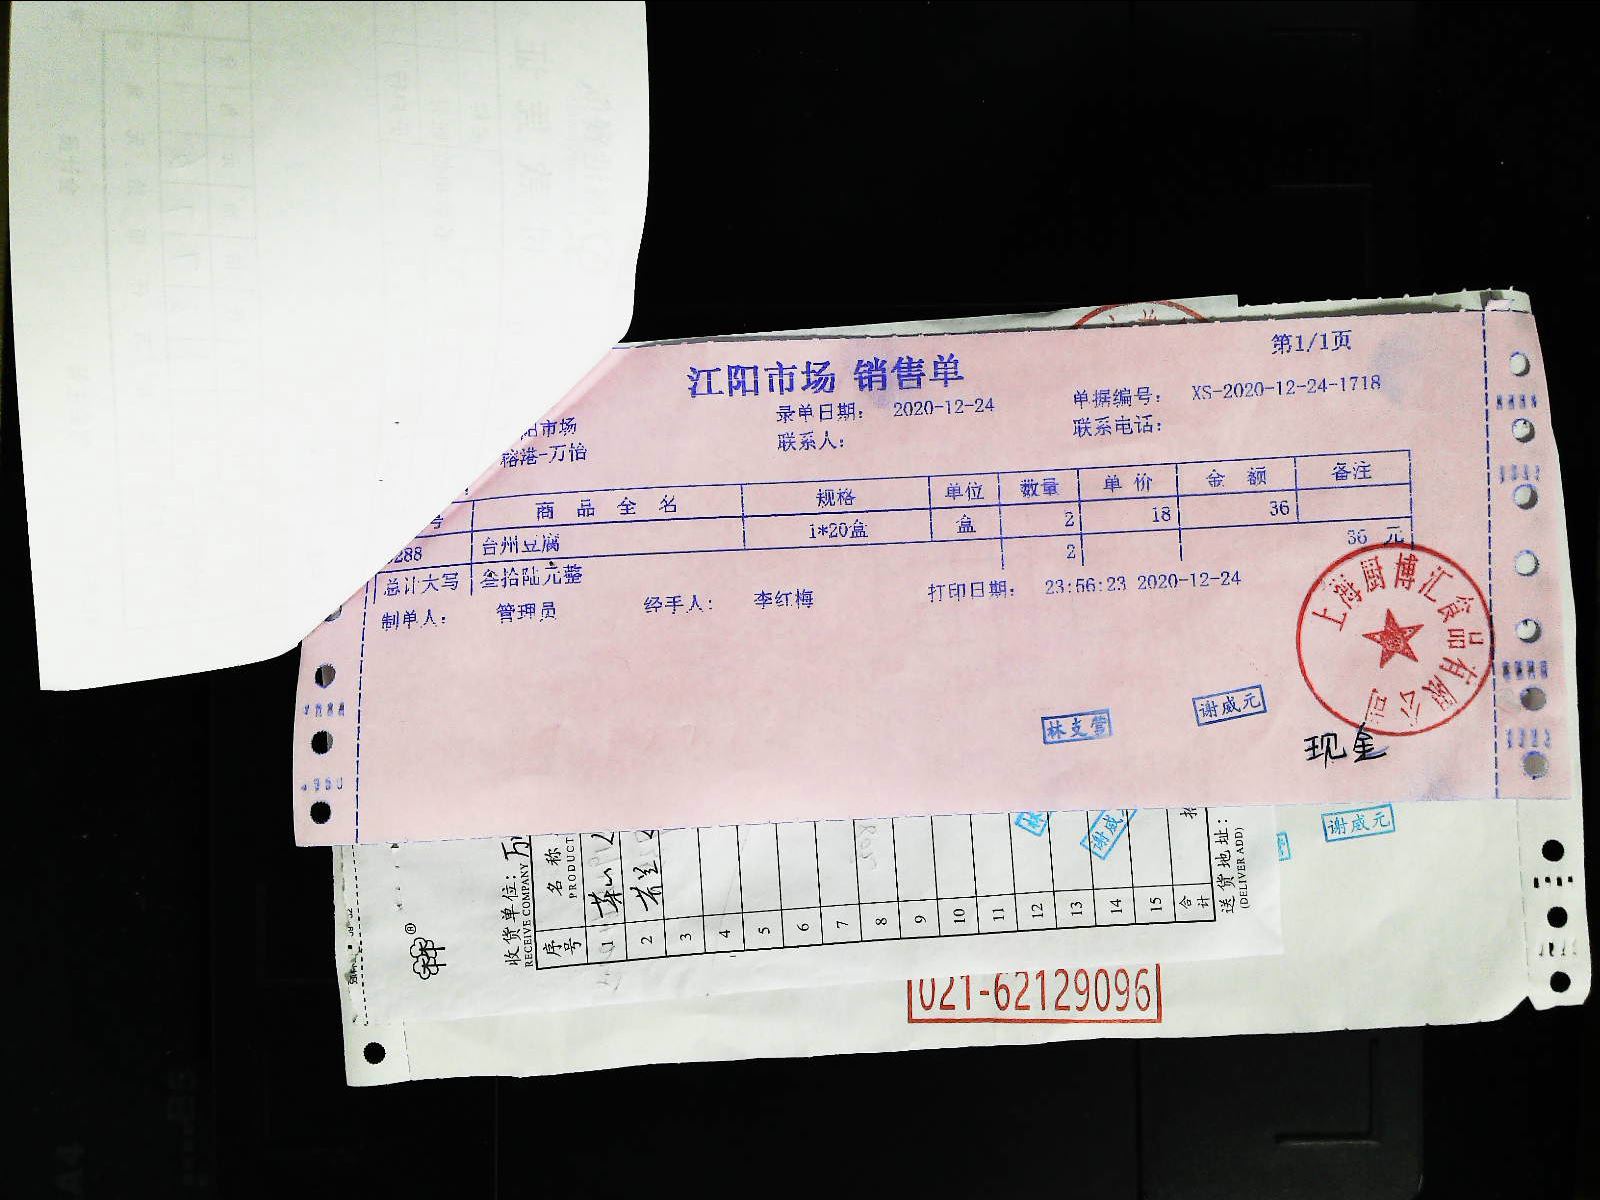 江阳市场 销售单
第1/1页
阳市场 录单日期: 2020-12-24 单据编号: XS-2020-12-24-1718
榕港-万怡 联系人: 联系电话:
号 商品全名 规格 单位 数量 单价 金额 备注
288 台州豆腐 1*20盒 盒 2 18 36
2 36 元
总计大写 叁拾陆元整
制单人: 管理员 经手人: 李红梅 打印日期: 23:56:23 2020-12-24
上海厨博汇食品有限公司
林支营
谢威元
现金
谢威元
谢威
收货单位:万
RECEIVE COMPANY
序号 名称
PRODUCT
1
2
3
4
5
6
7
8
9
10
11
12
13
14
15
合计
送货地址:
(DELIVER ADD)
021-62129096